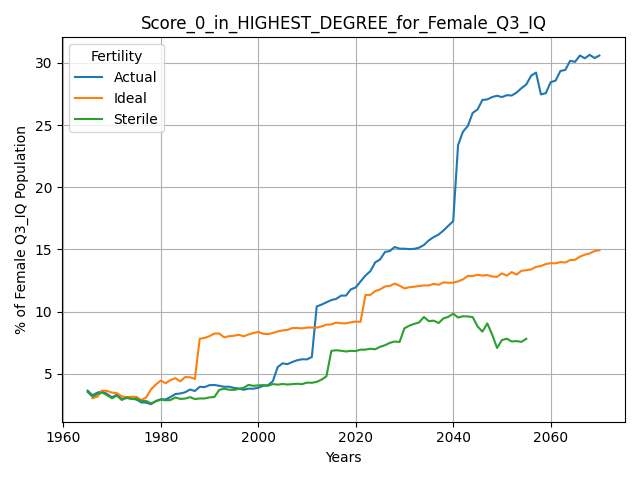 Score_0_in_HIGHEST_DEGREE_for_Female_Q3_IQ
% of Female Q3_IQ Population
30
25
20
15
10
5
Fertility
Actual
Ideal
Sterile
1960 1980 2000 2020 2040 2060
Years